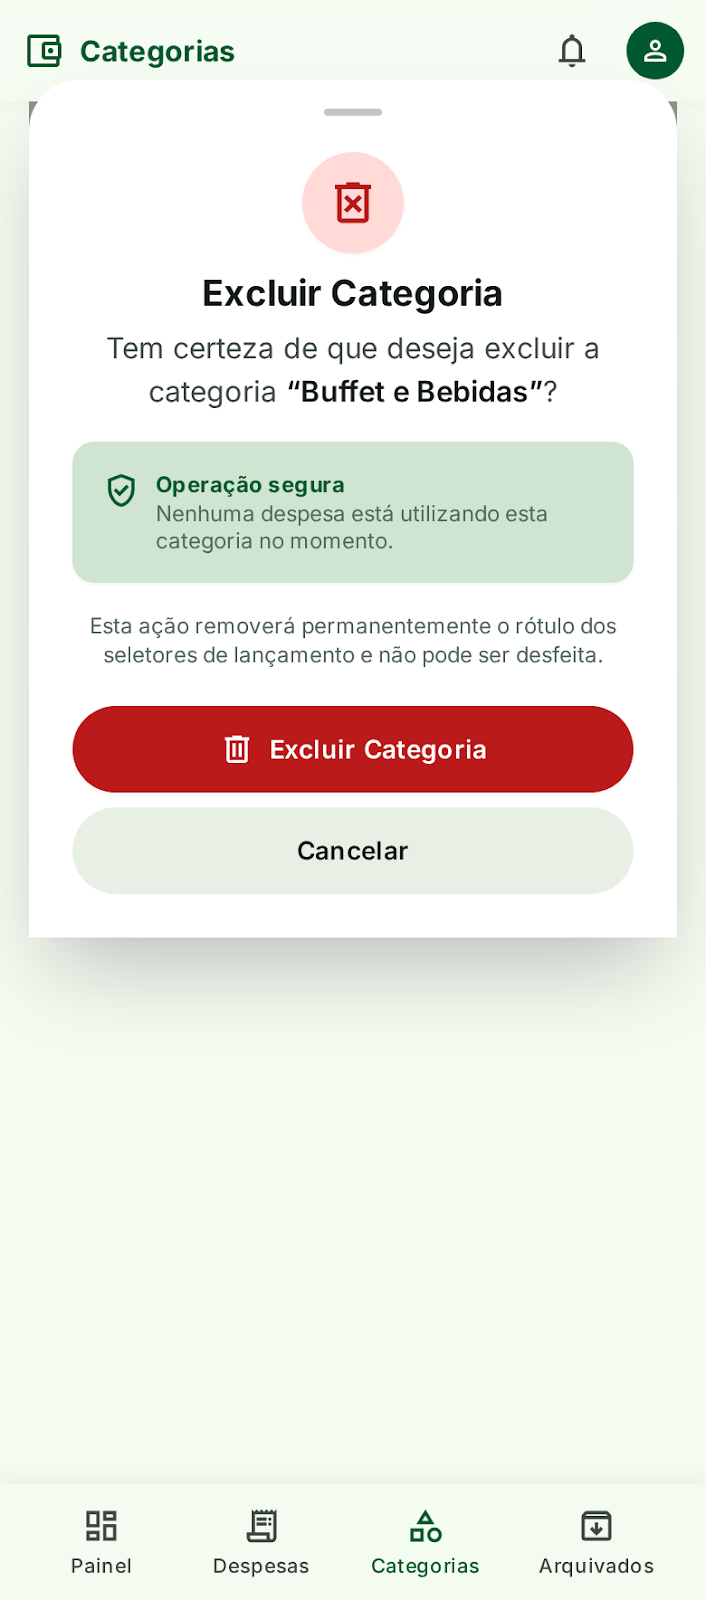 Categorias
Excluir Categoria
Tem certeza de que deseja excluir a
categoria “Buffet e Bebidas”?
Operação segura
Nenhuma despesa está utilizando esta
categoria no momento.
Esta ação removerá permanentemente o rótulo dos
seletores de lançamento e não pode ser desfeita.
Excluir Categoria
Cancelar
Painel
Despesas
Categorias
Arquivados